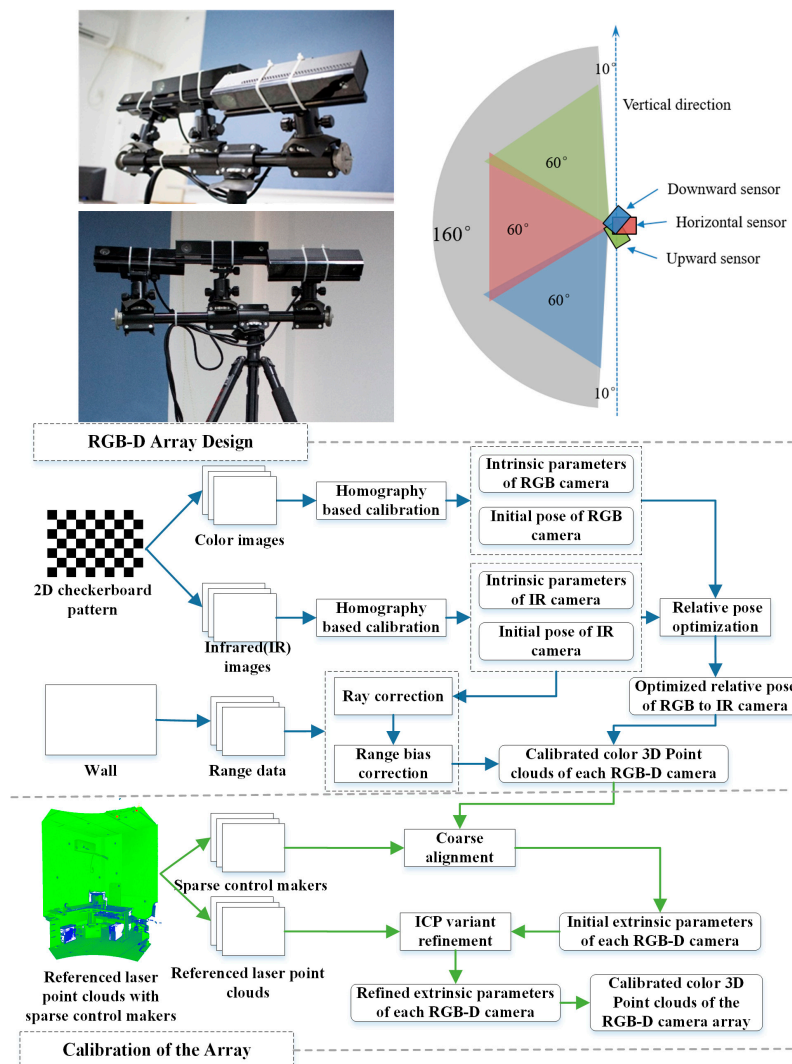 10°
Vertical direction
60°
Downward sensor
Horizontal sensor
160°
60°
Upward sensor
60°
10°
RGB-D Array Design
Intrinsic parameters
of RGB camera
Homography
based calibration
Initial pose of RGB
camera
Color images
2D checkerboard
pattern
Intrinsic parameters
of IR camera
Homography
based calibration
Relative pose
optimization
Initial pose of IR
camera
Infrared(IR)
images
Ray correction
Optimized relative pose
of RGB to IR camera
Wall
Range data
Range bias
correction
Calibrated color 3D Point
clouds of each RGB-D camera
Coarse
alignment
Sparse control makers
ICP variant
refinement
Initial extrinsic parameters
of each RGB-D camera
Referenced laser
point clouds with
sparse control makers
Referenced laser point
clouds
Refined extrinsic parameters
of each RGB-D camera
Calibrated color 3D
Point clouds of the
RGB-D camera array
Calibration of the Array